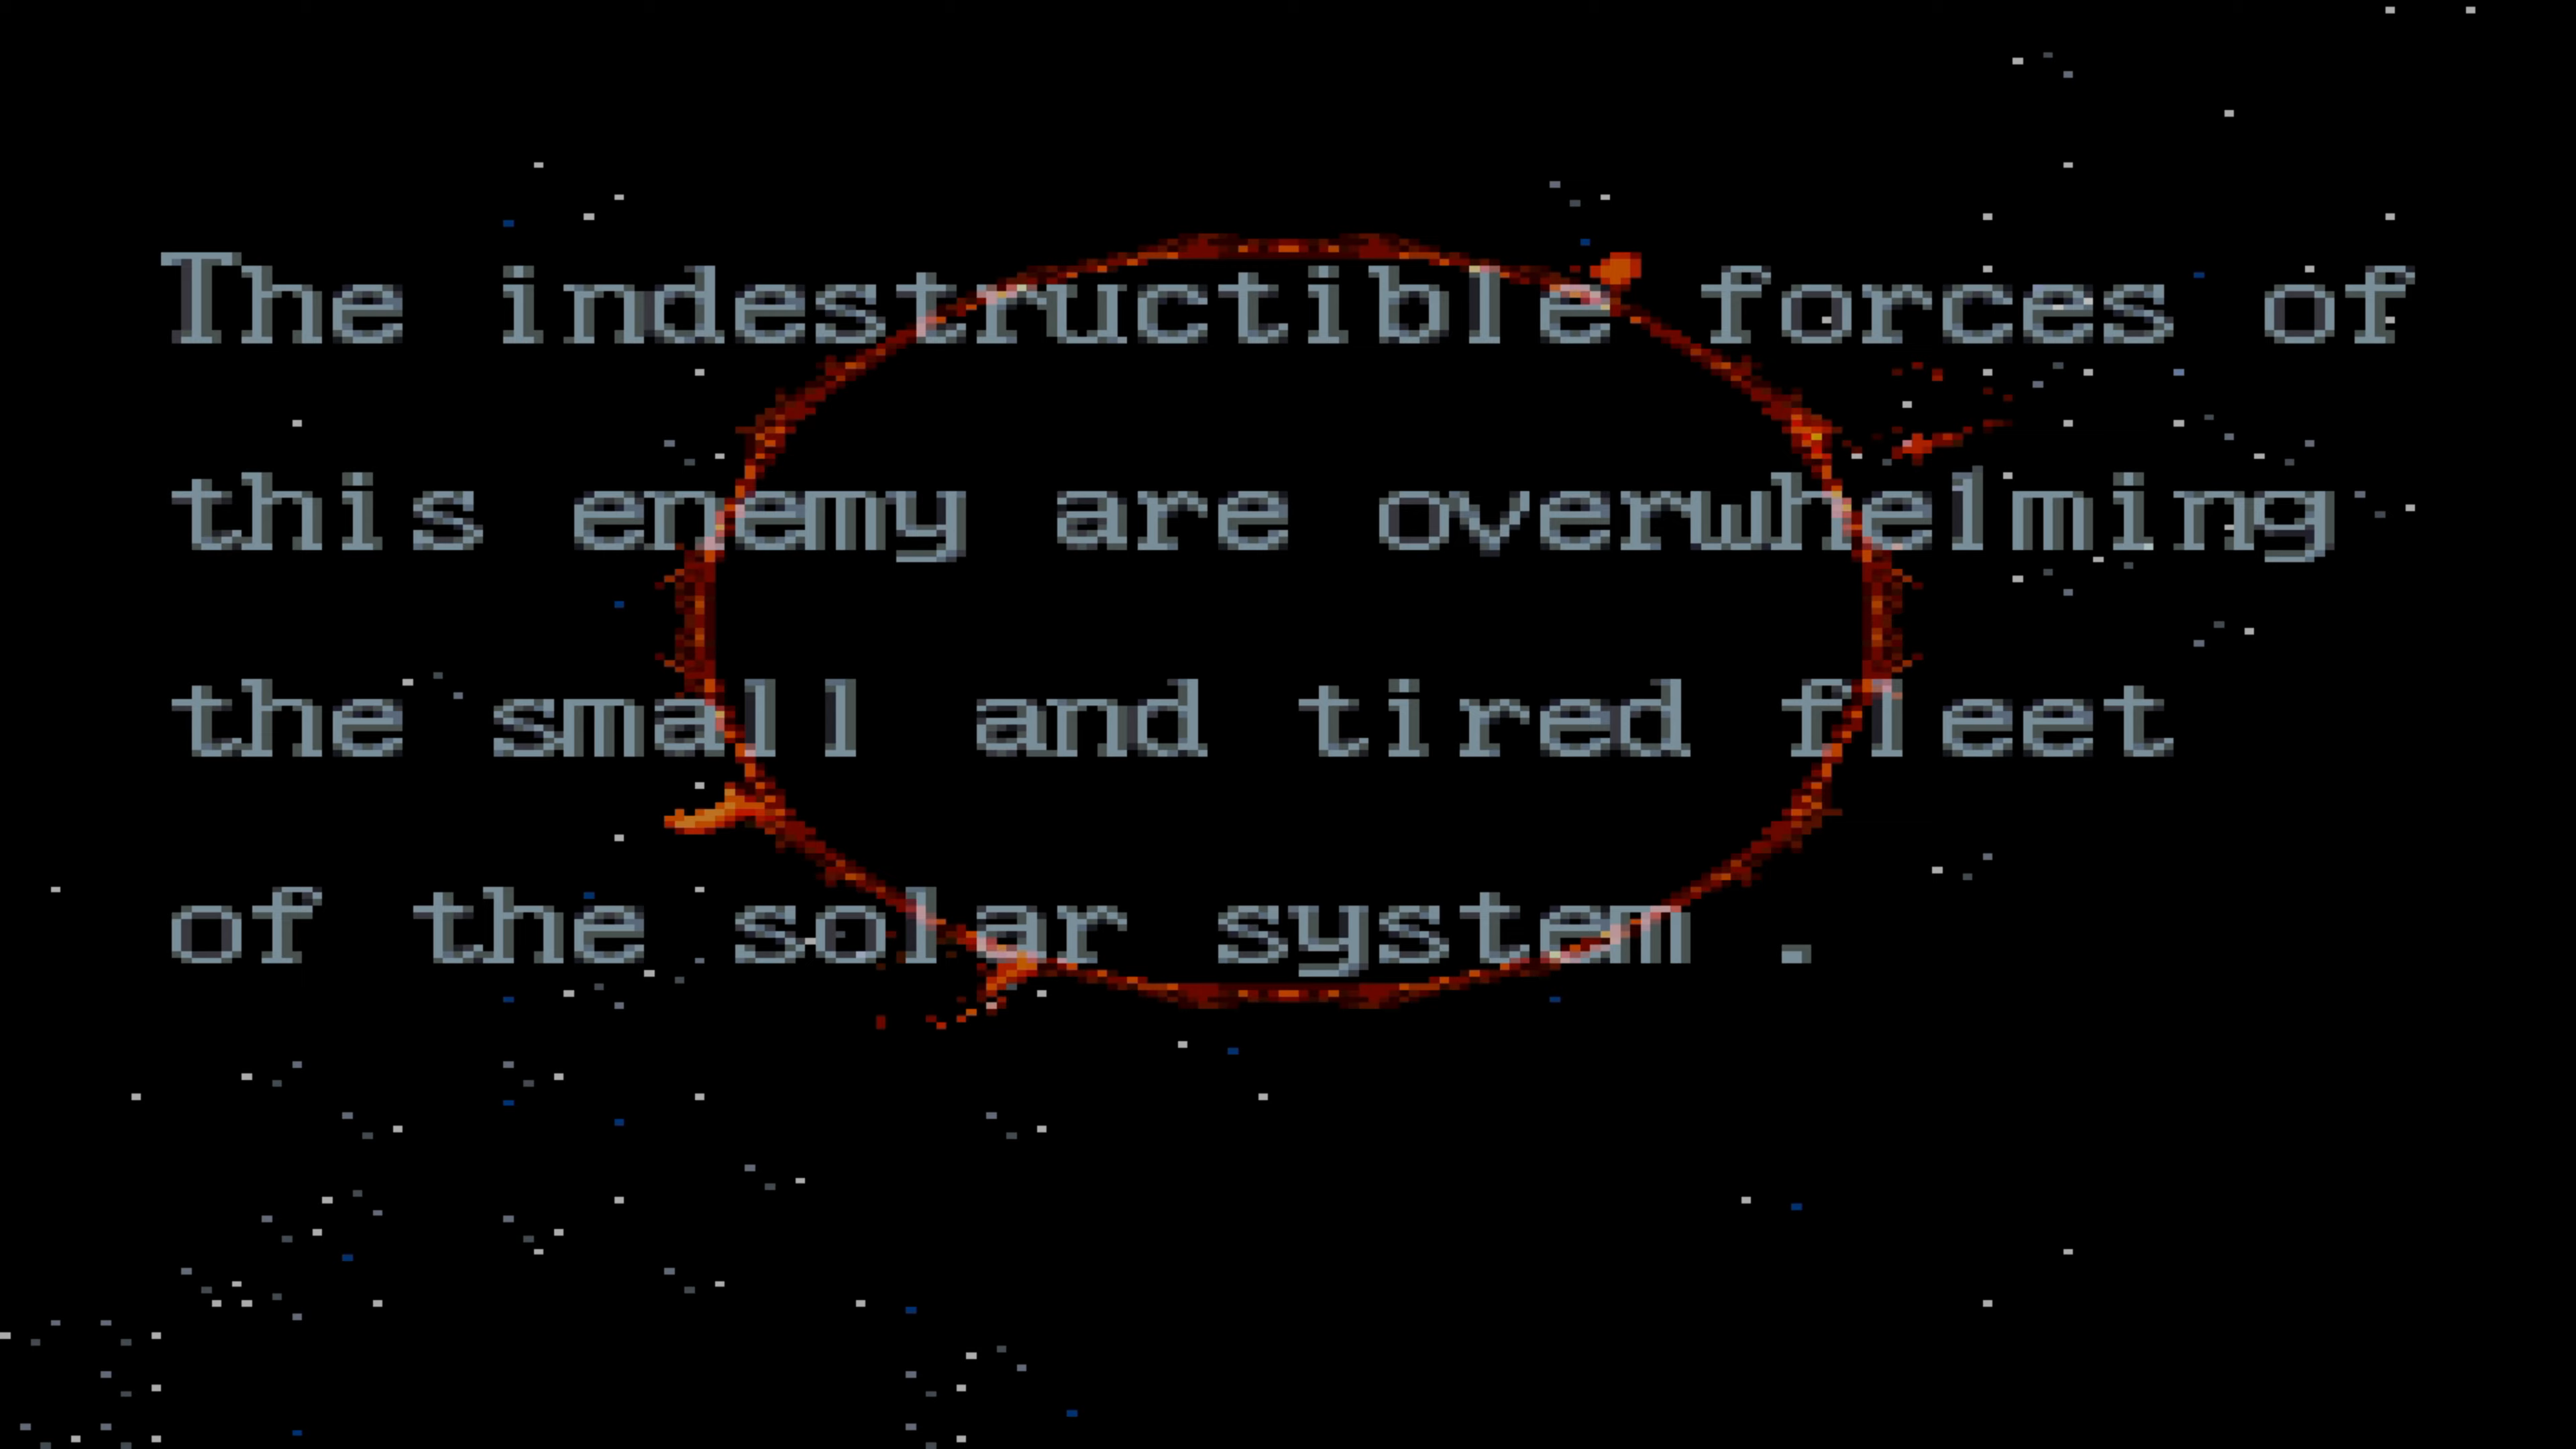 The indestructible forces of
this enemy are overwhelming
the small and tired fleet
of the solar system .